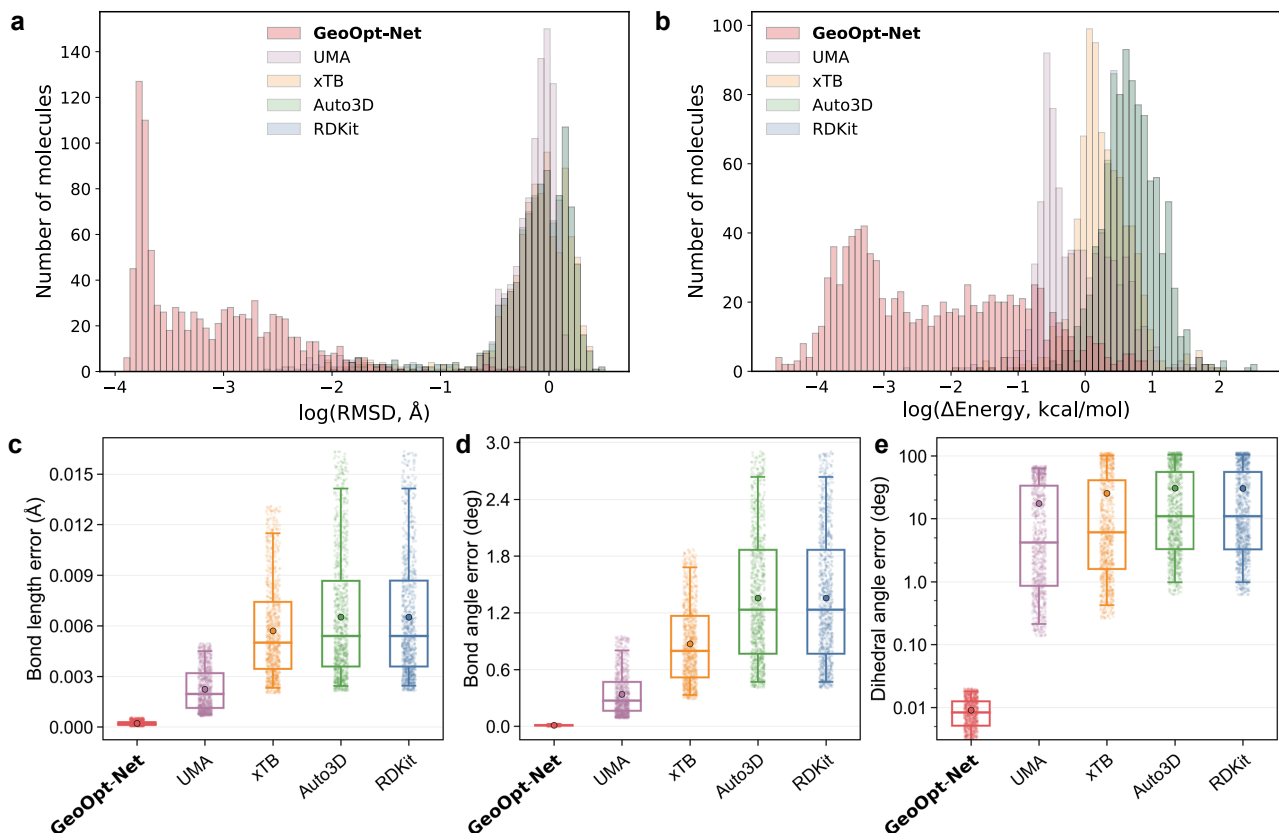 a
GeoOpt-Net
UMA
xTB
Auto3D
RDKit
Number of molecules
140
120
100
80
60
40
20
0
−4
−3
−2
−1
0
log(RMSD, Å)
b
GeoOpt-Net
UMA
xTB
Auto3D
RDKit
Number of molecules
100
80
60
40
20
0
−4
−3
−2
−1
0
1
2
log(ΔEnergy, kcal/mol)
c
Bond length error (Å)
0.015
0.012
0.009
0.006
0.003
0.000
GeoOpt-Net
UMA
xTB
Auto3D
RDKit
d
Bond angle error (deg)
3.0
2.4
1.8
1.2
0.6
0.0
GeoOpt-Net
UMA
xTB
Auto3D
RDKit
e
Dihedral angle error (deg)
100
10
1.0
0.10
0.01
GeoOpt-Net
UMA
xTB
Auto3D
RDKit